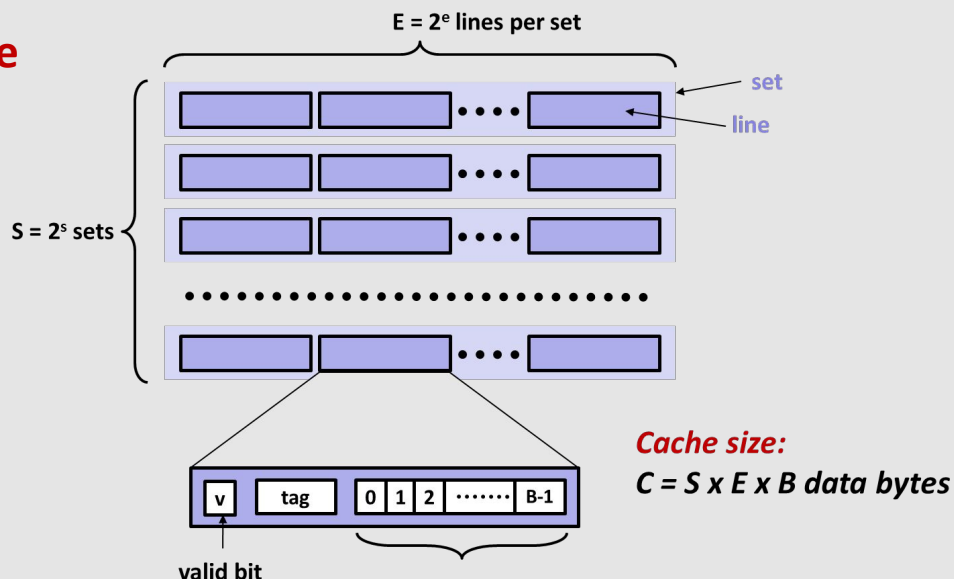 E = 2ᵉ lines per set
e
set
line
S = 2ˢ sets
Cache size:
C = S x E x B data bytes
v tag 0 1 2 ······· B-1
valid bit